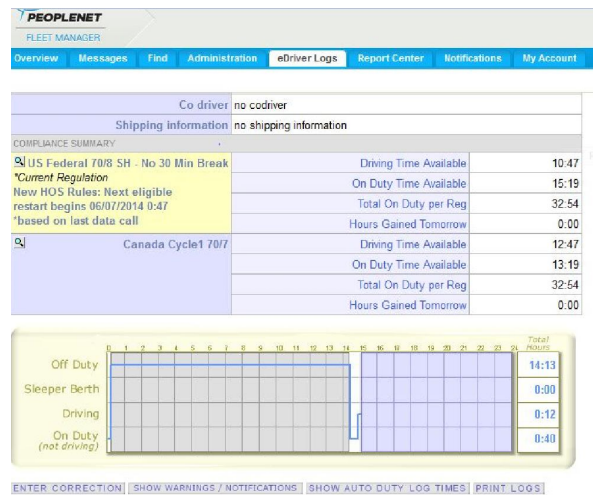 PEOPLENET
FLEET MANAGER
Overview Messages Find Administration eDriver Logs Report Center Notifications My Account
Co driver no codriver
Shipping information no shipping information
COMPLIANCE SUMMARY
US Federal 70/8 SH - No 30 Min Break
*Current Regulation
New HOS Rules: Next eligible
restart begins 06/07/2014 0:47
*based on last data call
Driving Time Available 10:47
On Duty Time Available 15:19
Total On Duty per Reg 32:54
Hours Gained Tomorrow 0:00
Canada Cycle1 70/7
Driving Time Available 12:47
On Duty Time Available 13:19
Total On Duty per Reg 32:54
Hours Gained Tomorrow 0:00
0 1 2 3 4 5 6 7 8 9 10 11 12 13 14 15 16 17 18 19 20 21 22 23 24 Total Hours
Off Duty 14:13
Sleeper Berth 0:00
Driving 0:12
On Duty 0:40
(not driving)
ENTER CORRECTION SHOW WARNINGS / NOTIFICATIONS SHOW AUTO DUTY LOG TIMES PRINT LOGS